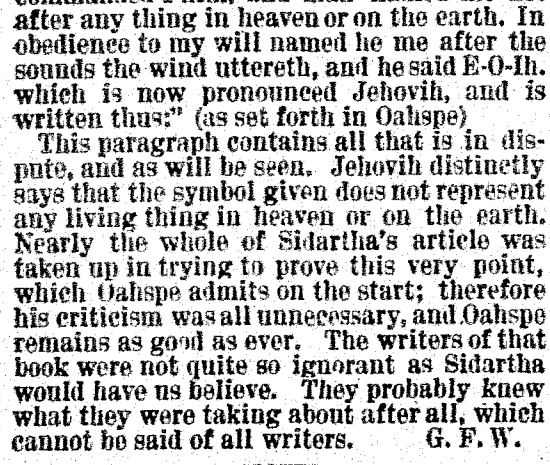 after any thing in heaven or on the earth. In
obedience to my will named he me after the
sounds the wind uttereth, and he said E-O-Ih.
which is now pronounced Jehovih, and is
written thus:" (as set forth in Oahspe)
This paragraph contains all that is in dis-
pute, and as will be seen. Jehovih distinctly
says that the symbol given does not represent
any living thing in heaven or on the earth.
Nearly the whole of Sidartha's article was
taken up in trying to prove this very point,
which Oahspe admits on the start; therefore
his criticism was all unnecessary, and Oahspe
remains as good as ever. The writers of that
book were not quite so ignorant as Sidartha
would have us believe. They probably knew
what they were taking about after all, which
cannot be said of all writers. G. F. W.